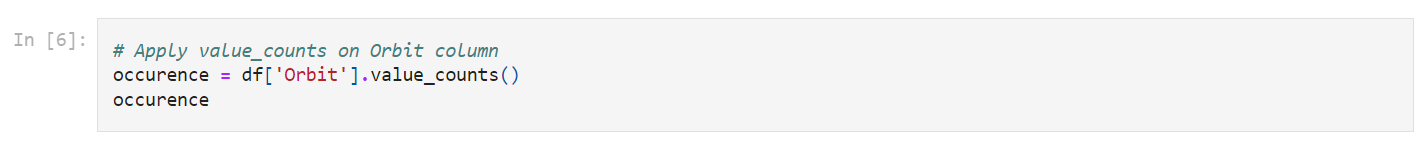 In [6]:
# Apply value_counts on Orbit column
occurence = df['Orbit'].value_counts()
occurence